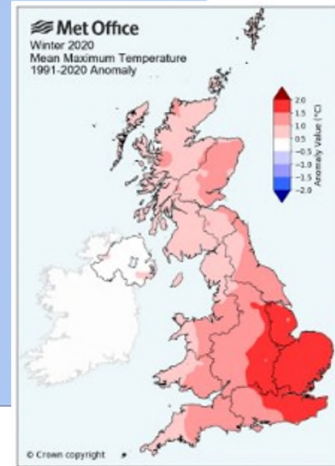 Met Office
Winter 2020
Mean Maximum Temperature
1991-2020 Anomaly
2.0
1.5
1.0
0.5
-0.5
-1.0
-1.5
-2.0
Anomaly Value (°C)
© Crown copyright